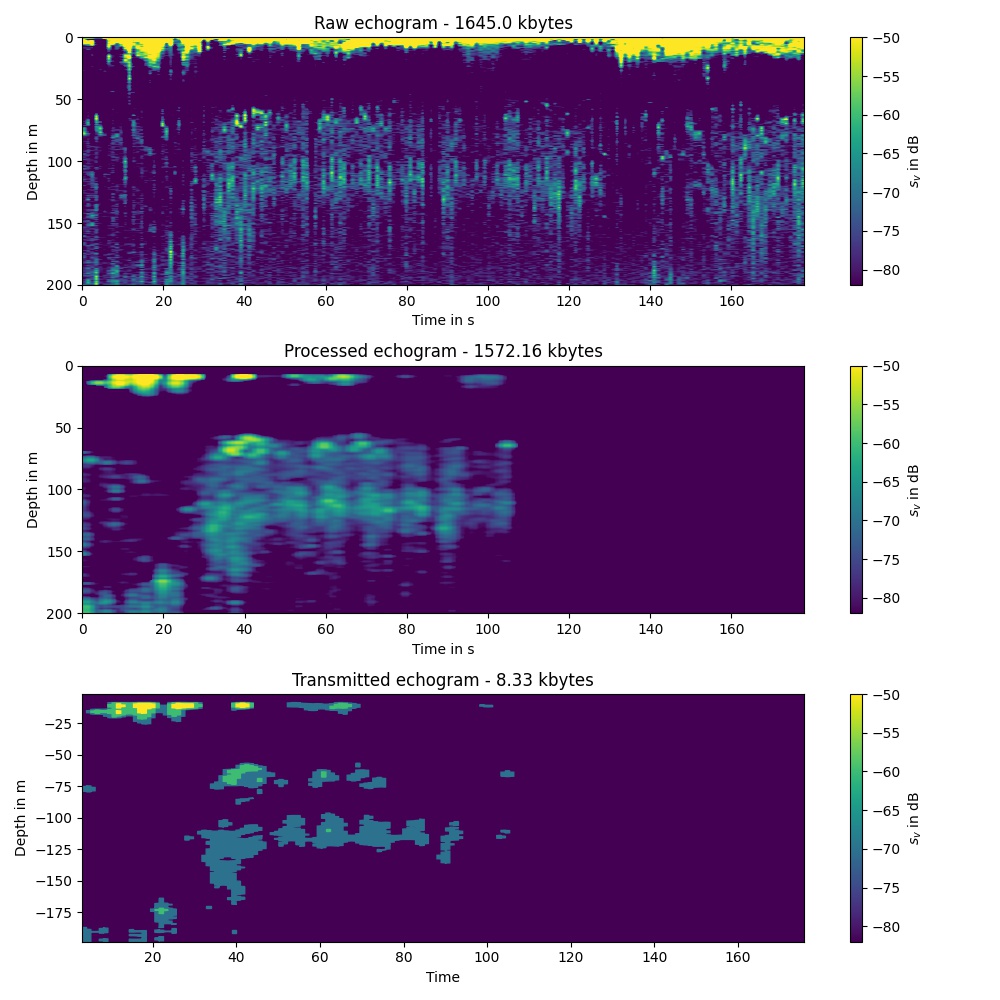 Raw echogram - 1645.0 kbytes
0
50
100
150
200
Depth in m
0 20 40 60 80 100 120 140 160
Time in s
−50
−55
−60
−65
−70
−75
−80
sv in dB
Processed echogram - 1572.16 kbytes
0
50
100
150
200
Depth in m
0 20 40 60 80 100 120 140 160
Time in s
−50
−55
−60
−65
−70
−75
−80
sv in dB
Transmitted echogram - 8.33 kbytes
−25
−50
−75
−100
−125
−150
−175
Depth in m
20 40 60 80 100 120 140 160
Time
−50
−55
−60
−65
−70
−75
−80
sv in dB